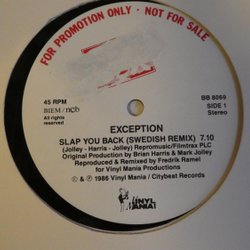 FOR PROMOTION ONLY - NOT FOR SALE
45 RPM
BIEM / ncb
All rights
reserved
BB 8069
SIDE 1
Stereo
EXCEPTION
SLAP YOU BACK (SWEDISH REMIX) 7.10
(Jolley - Harris - Jolley) Repromusic/Filmtrax PLC
Original Production by Brian Harris & Mark Jolley
Reproduced & Remixed by Fredrik Ramel
for Vinyl Mania Productions
© & ℗ 1986 Vinyl Mania / Citybeat Records
VINYL
MANIA!